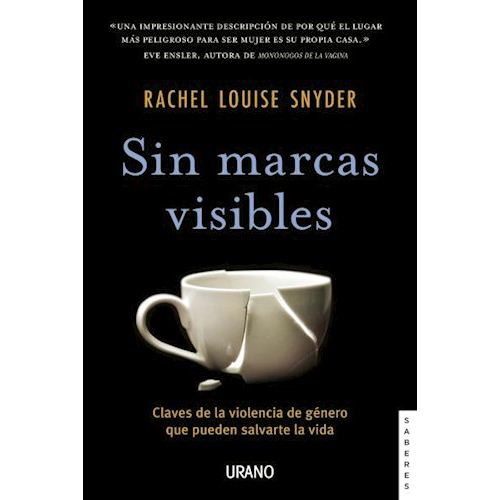 «UNA IMPRESIONANTE DESCRIPCIÓN DE POR QUÉ EL LUGAR
MÁS PELIGROSO PARA SER MUJER ES SU PROPIA CASA.»
EVE ENSLER, AUTORA DE MONÓNOGOS DE LA VAGINA
RACHEL LOUISE SNYDER
Sin marcas
visibles
Claves de la violencia de género
que pueden salvarte la vida
URANO
SABERES